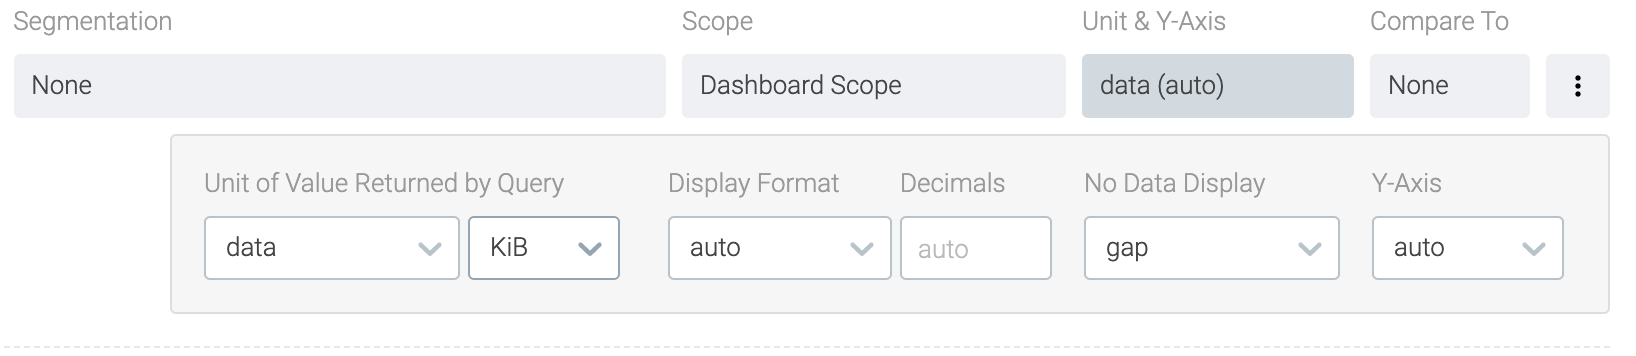 Segmentation Scope Unit & Y-Axis Compare To
None Dashboard Scope data (auto) None
Unit of Value Returned by Query Display Format Decimals No Data Display Y-Axis
data KiB auto auto gap auto